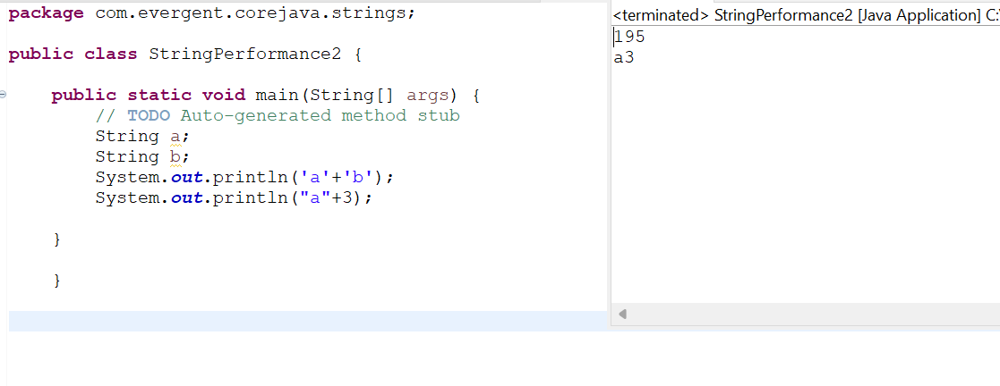 package com.evergent.corejava.strings;
public class StringPerformance2 {
public static void main(String[] args) {
// TODO Auto-generated method stub
String a;
String b;
System.out.println('a'+'b');
System.out.println("a"+3);
}
}
<terminated> StringPerformance2 [Java Application] C:\
195
a3